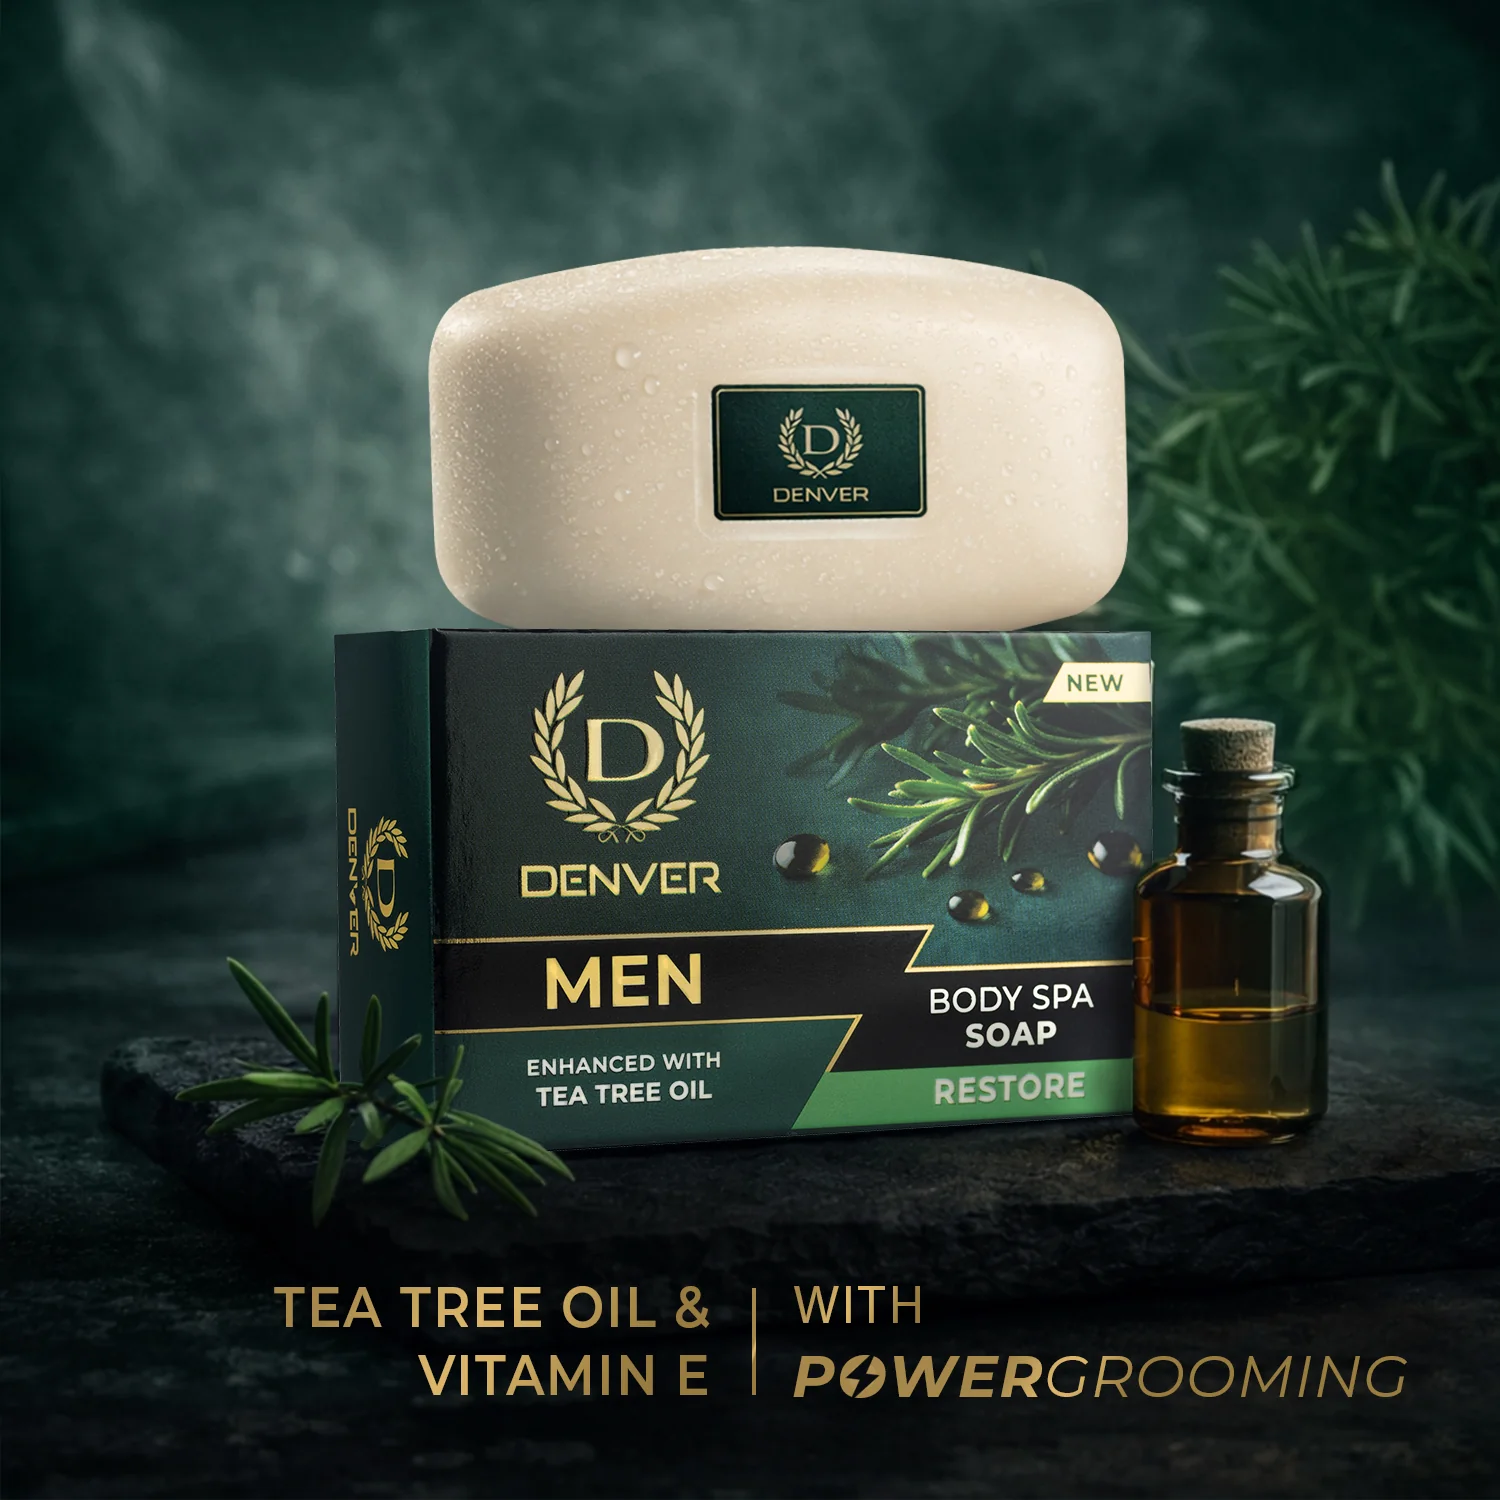 D
DENVER
NEW
D
DENVER
D
DENVER
MEN
BODY SPA
SOAP
ENHANCED WITH
TEA TREE OIL
RESTORE
TEA TREE OIL &
VITAMIN E
WITH
POWERGROOMING